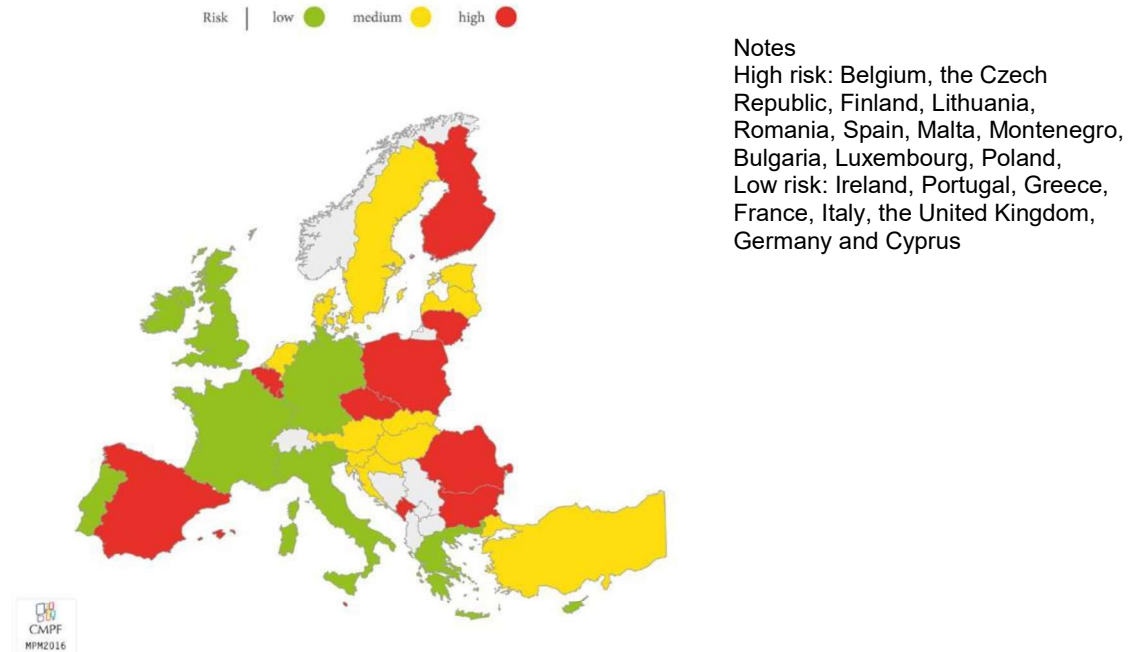 Risk | low medium high
Notes
High risk: Belgium, the Czech
Republic, Finland, Lithuania,
Romania, Spain, Malta, Montenegro,
Bulgaria, Luxembourg, Poland,
Low risk: Ireland, Portugal, Greece,
France, Italy, the United Kingdom,
Germany and Cyprus
CMPF
MPM2016